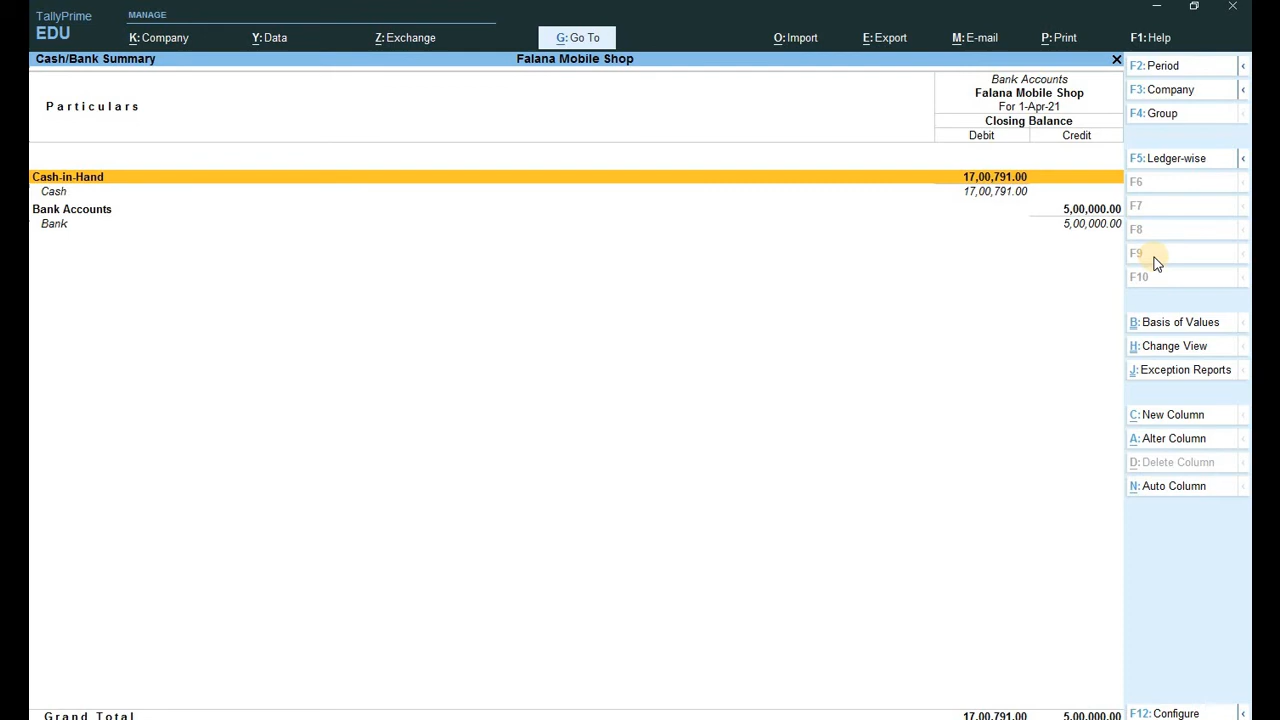 TallyPrime
EDU
MANAGE
K: Company
Y: Data
Z: Exchange
G: Go To
O: Import
E: Export
M: E-mail
P: Print
F1: Help
Cash/Bank Summary
Falana Mobile Shop
Particulars
Bank Accounts
Falana Mobile Shop
For 1-Apr-21
Closing Balance
Debit Credit
Cash-in-Hand 17,00,791.00
Cash 17,00,791.00
Bank Accounts 5,00,000.00
Bank 5,00,000.00
Grand Total 17,00,791.00 5,00,000.00
F2: Period
F3: Company
F4: Group
F5: Ledger-wise
F6
F7
F8
F9
F10
B: Basis of Values
H: Change View
J: Exception Reports
C: New Column
A: Alter Column
D: Delete Column
N: Auto Column
F12: Configure